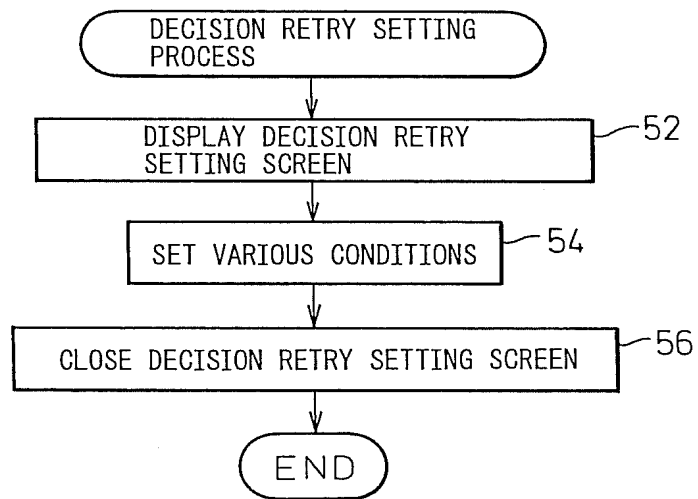 DECISION RETRY SETTING
PROCESS
DISPLAY DECISION RETRY
SETTING SCREEN
52
SET VARIOUS CONDITIONS
54
CLOSE DECISION RETRY SETTING SCREEN
56
END